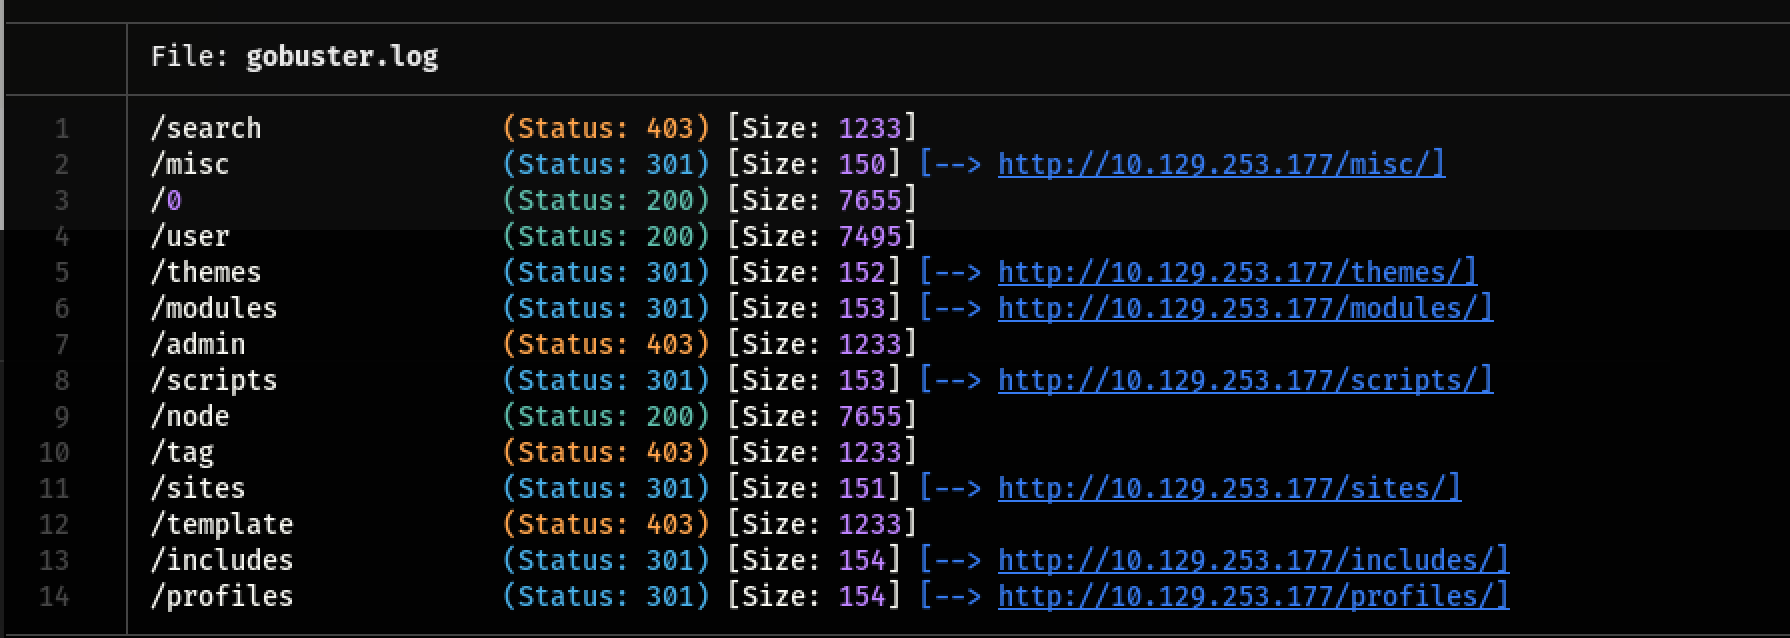 File: gobuster.log
1 /search (Status: 403) [Size: 1233]
2 /misc (Status: 301) [Size: 150] [--> http://10.129.253.177/misc/]
3 /0 (Status: 200) [Size: 7655]
4 /user (Status: 200) [Size: 7495]
5 /themes (Status: 301) [Size: 152] [--> http://10.129.253.177/themes/]
6 /modules (Status: 301) [Size: 153] [--> http://10.129.253.177/modules/]
7 /admin (Status: 403) [Size: 1233]
8 /scripts (Status: 301) [Size: 153] [--> http://10.129.253.177/scripts/]
9 /node (Status: 200) [Size: 7655]
10 /tag (Status: 403) [Size: 1233]
11 /sites (Status: 301) [Size: 151] [--> http://10.129.253.177/sites/]
12 /template (Status: 403) [Size: 1233]
13 /includes (Status: 301) [Size: 154] [--> http://10.129.253.177/includes/]
14 /profiles (Status: 301) [Size: 154] [--> http://10.129.253.177/profiles/]